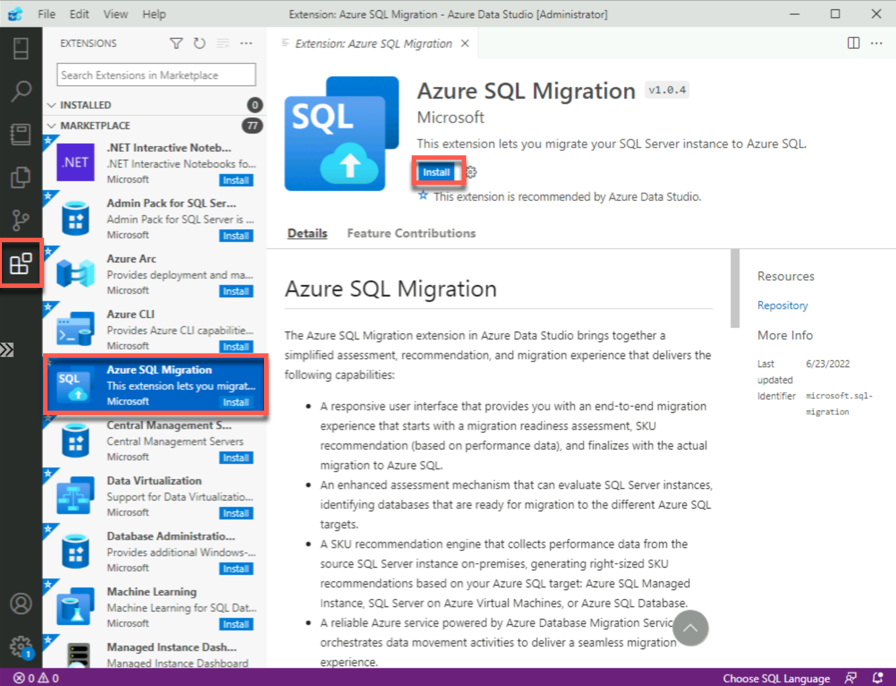 File Edit View Help
Extension: Azure SQL Migration - Azure Data Studio [Administrator]
EXTENSIONS
Search Extensions in Marketplace
INSTALLED 0
MARKETPLACE 77
.NET
.NET Interactive Noteb...
.NET Interactive Notebooks fo...
Microsoft Install
Admin Pack for SQL Ser...
Admin Pack for SQL Server is ...
Microsoft Install
Azure Arc
Provides deployment and ma...
Microsoft Install
Azure CLI
Provides Azure CLI capabilitie...
Microsoft Install
SQL
Azure SQL Migration
This extension lets you migrat...
Microsoft Install
Central Management S...
Central Management Servers
Microsoft Install
Data Virtualization
Support for Data Virtualizatio...
Microsoft Install
Database Administratio...
Provides additional Windows-...
Microsoft Install
Machine Learning
Machine Learning for SQL Dat...
Microsoft Install
Managed Instance Dash...
Managed Instance Dashboard
1
Extension: Azure SQL Migration
SQL
Azure SQL Migration v1.0.4
Microsoft
This extension lets you migrate your SQL Server instance to Azure SQL.
Install
This extension is recommended by Azure Data Studio.
Details Feature Contributions
Azure SQL Migration
The Azure SQL Migration extension in Azure Data Studio brings together a
simplified assessment, recommendation, and migration experience that delivers the
following capabilities:
• A responsive user interface that provides you with an end-to-end migration
experience that starts with a migration readiness assessment, SKU
recommendation (based on performance data), and finalizes with the actual
migration to Azure SQL.
• An enhanced assessment mechanism that can evaluate SQL Server instances,
identifying databases that are ready for migration to the different Azure SQL
targets.
• A SKU recommendation engine that collects performance data from the
source SQL Server instance on-premises, generating right-sized SKU
recommendations based on your Azure SQL target: Azure SQL Managed
Instance, SQL Server on Azure Virtual Machines, or Azure SQL Database.
• A reliable Azure service powered by Azure Database Migration Servic
orchestrates data movement activities to deliver a seamless migration
experience.
Resources
Repository
More Info
Last 6/23/2022
updated
Identifier microsoft.sql-
migration
0 0
Choose SQL Language